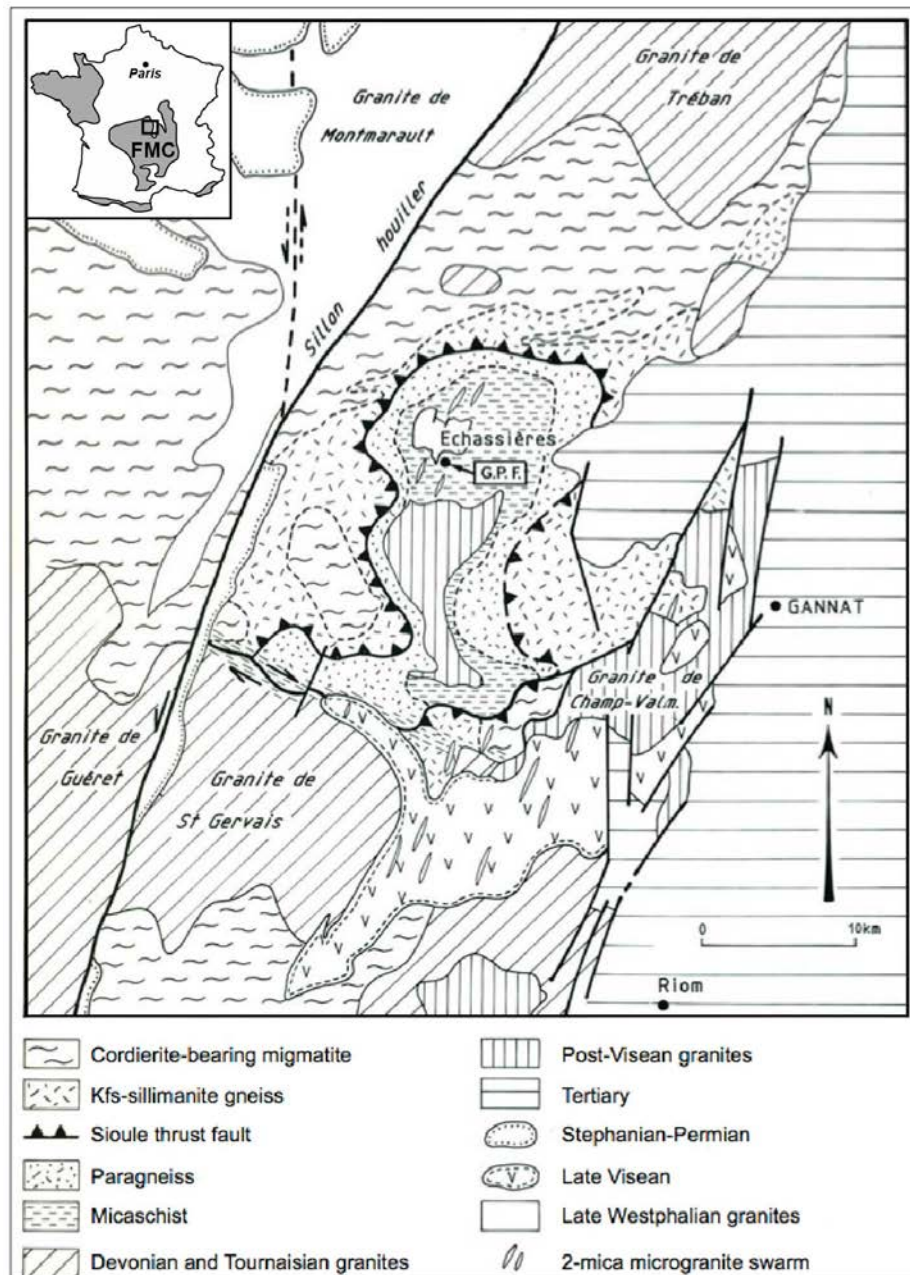 Paris
FMC
Granite de
Montmarault
Granite de
Tréban
Sillon houiller
Echassières
G.P.F.
GANNAT
Granite de
Champ-Valm.
N
Granite de
Guéret
Granite de
St Gervais
0 10km
Riom
Cordierite-bearing migmatite
Kfs-sillimanite gneiss
Sioule thrust fault
Paragneiss
Micaschist
Devonian and Tournaisian granites
Post-Visean granites
Tertiary
Stephanian-Permian
V Late Visean
Late Westphalian granites
2-mica microgranite swarm